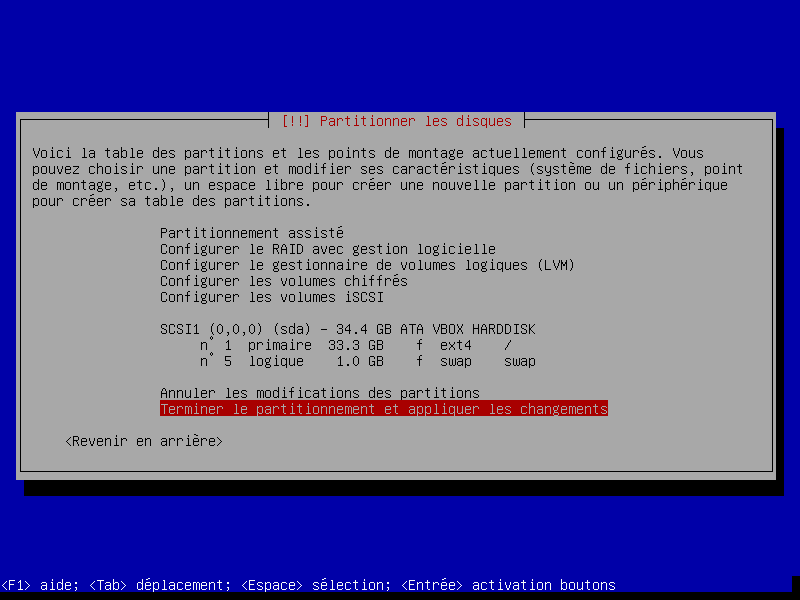 [!!] Partitionner les disques
Voici la table des partitions et les points de montage actuellement configurés. Vous
pouvez choisir une partition et modifier ses caractéristiques (système de fichiers, point
de montage, etc.), un espace libre pour créer une nouvelle partition ou un périphérique
pour créer sa table des partitions.
Partitionnement assisté
Configurer le RAID avec gestion logicielle
Configurer le gestionnaire de volumes logiques (LVM)
Configurer les volumes chiffrés
Configurer les volumes iSCSI
SCSI1 (0,0,0) (sda) - 34.4 GB ATA VBOX HARDDISK
n° 1 primaire 33.3 GB f ext4 /
n° 5 logique 1.0 GB f swap swap
Annuler les modifications des partitions
Terminer le partitionnement et appliquer les changements
<Revenir en arrière>
<F1> aide; <Tab> déplacement; <Espace> sélection; <Entrée> activation boutons